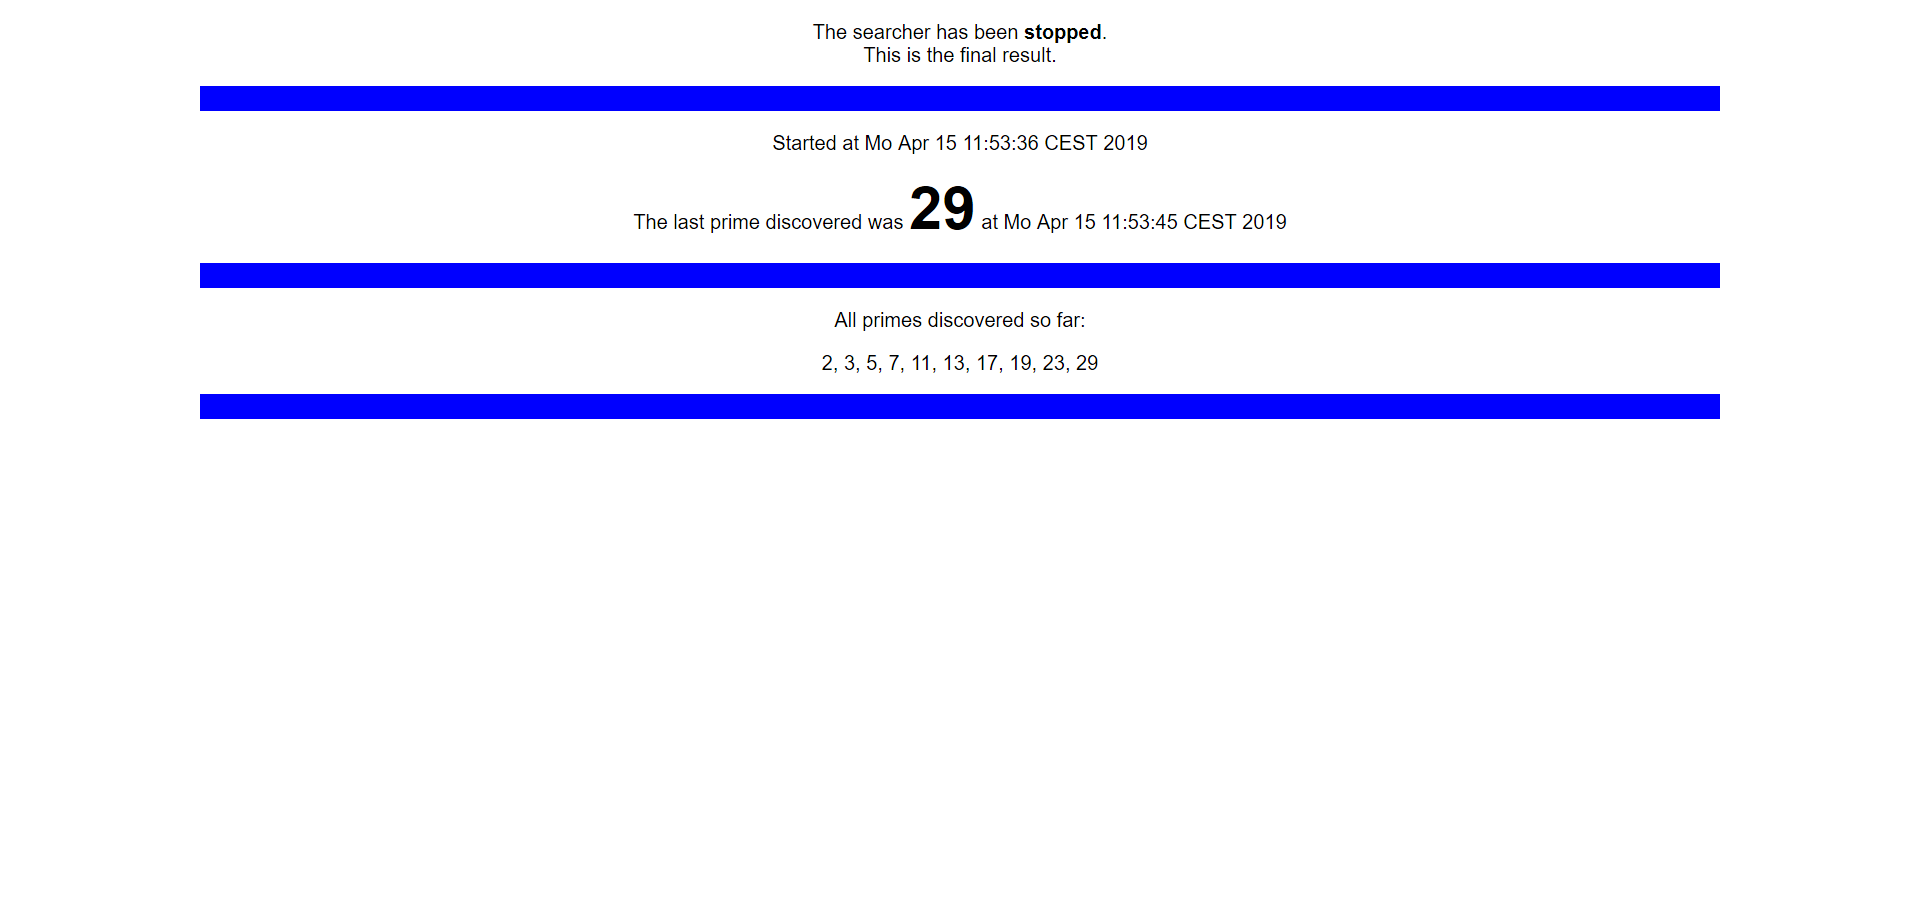 The searcher has been stopped.
This is the final result.
Started at Mo Apr 15 11:53:36 CEST 2019
The last prime discovered was 29 at Mo Apr 15 11:53:45 CEST 2019
All primes discovered so far:
2, 3, 5, 7, 11, 13, 17, 19, 23, 29